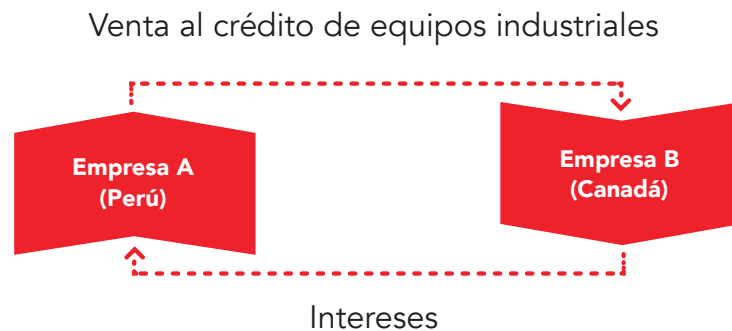 Venta al crédito de equipos industriales
Empresa A
(Perú)
Empresa B
(Canadá)
Intereses